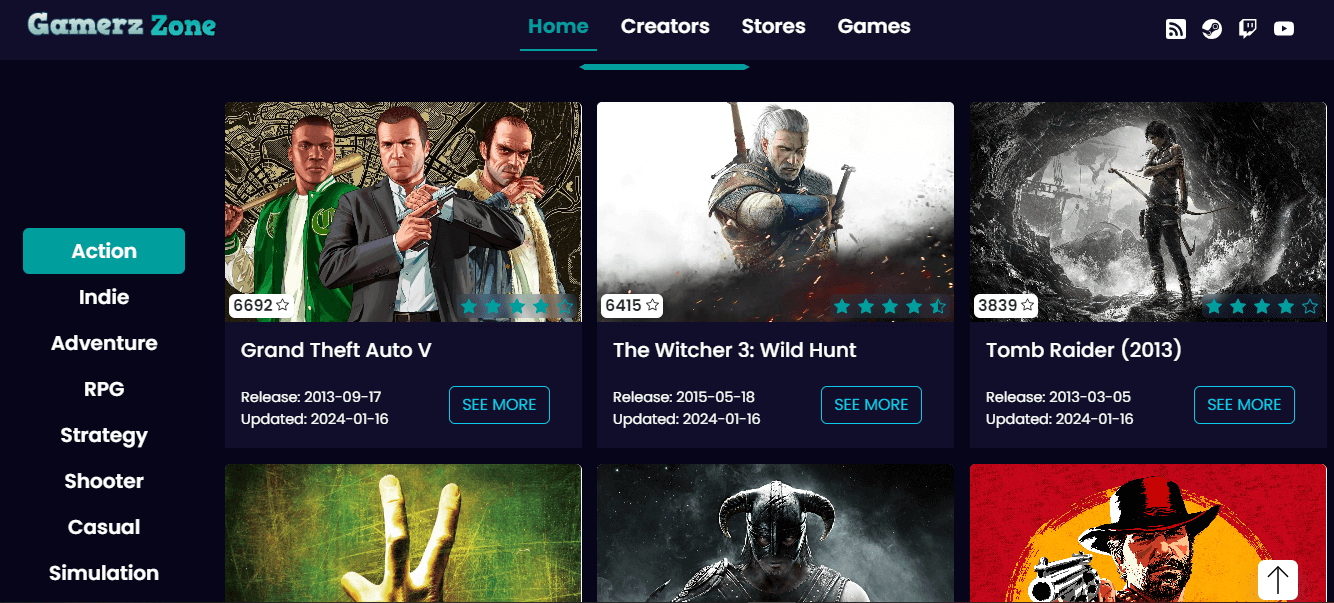 Gamerz Zone
Home
Creators
Stores
Games
Action
Indie
Adventure
RPG
Strategy
Shooter
Casual
Simulation
6692
Grand Theft Auto V
Release: 2013-09-17
Updated: 2024-01-16
SEE MORE
6415
The Witcher 3: Wild Hunt
Release: 2015-05-18
Updated: 2024-01-16
SEE MORE
3839
Tomb Raider (2013)
Release: 2013-03-05
Updated: 2024-01-16
SEE MORE